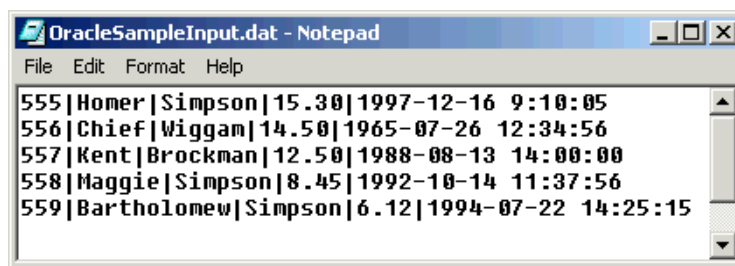 OracleSampleInput.dat - Notepad
File Edit Format Help
555|Homer|Simpson|15.30|1997-12-16 9:10:05
556|Chief|Wiggam|14.50|1965-07-26 12:34:56
557|Kent|Brockman|12.50|1988-08-13 14:00:00
558|Maggie|Simpson|8.45|1992-10-14 11:37:56
559|Bartholomew|Simpson|6.12|1994-07-22 14:25:15